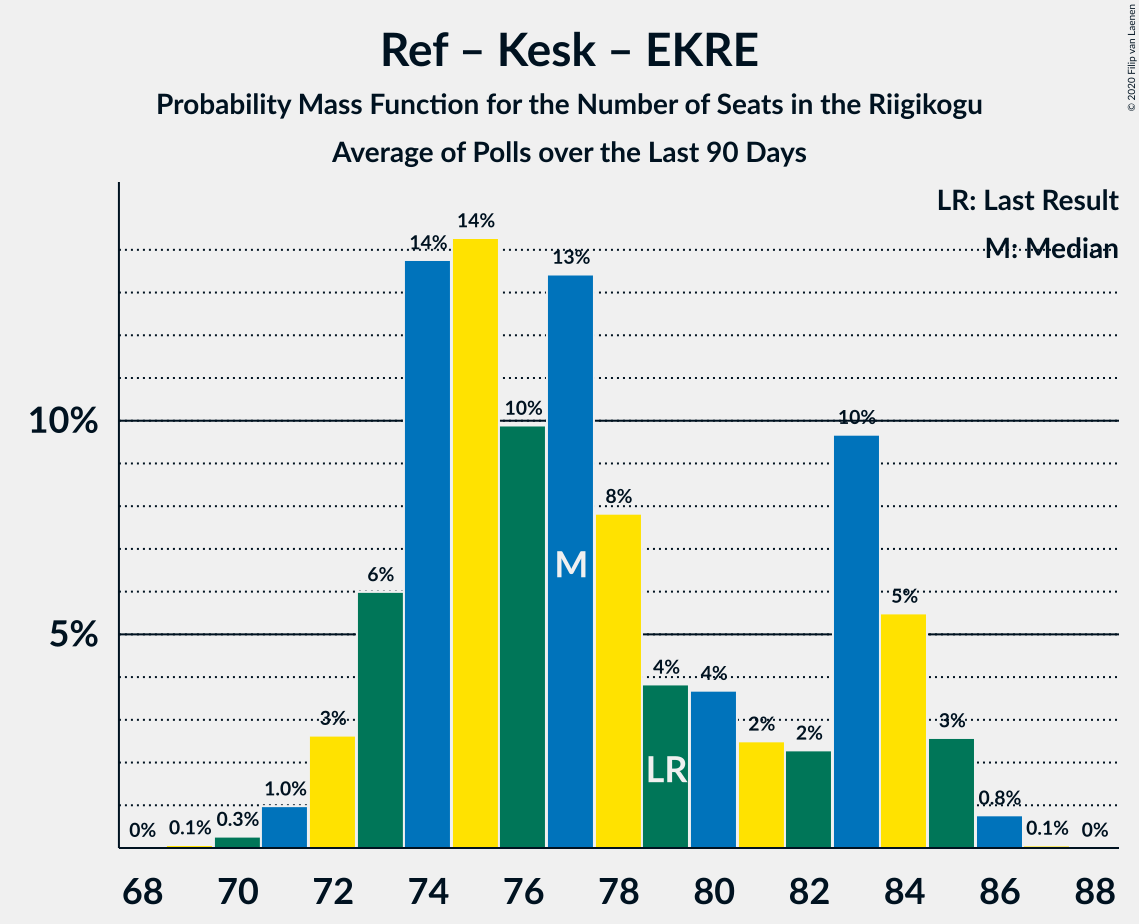 Ref – Kesk – EKRE
Probability Mass Function for the Number of Seats in the Riigikogu
Average of Polls over the Last 90 Days
© 2020 Filip van Laenen
LR: Last Result
M: Median
10%
5%
0%
0.1%
0.3%
1.0%
3%
6%
14%
14%
10%
13%
8%
4%
4%
2%
2%
10%
5%
3%
0.8%
0.1%
0%
M
LR
68 70 72 74 76 78 80 82 84 86 88